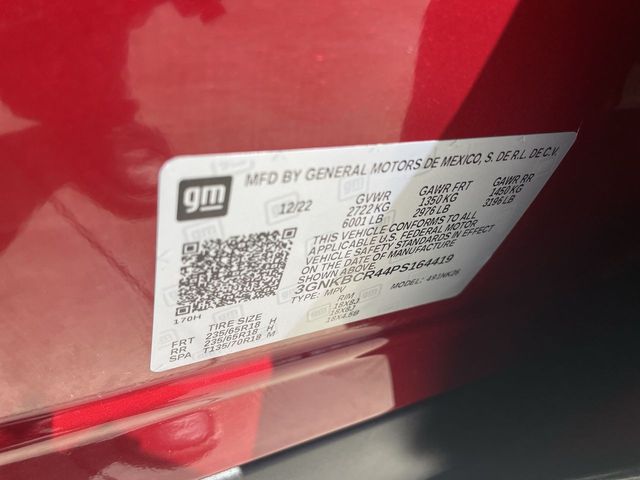 gm
MFD BY GENERAL MOTORS DE MEXICO, S. DE R.L. DE C.V.
12/22 GVWR GAWR FRT GAWR RR
2722 KG 1350 KG 1450 KG
6001 LB 2976 LB 3196 LB
THIS VEHICLE CONFORMS TO ALL
APPLICABLE U.S. FEDERAL MOTOR
VEHICLE SAFETY STANDARDS IN EFFECT
ON THE DATE OF MANUFACTURE
SHOWN ABOVE.
3GNKBCR44PS164419
TYPE: MPV MODEL: 491NK26
170H
TIRE SIZE RIM
FRT 235/65R18 H 18X8J
RR 235/65R18 H 18X8J
SPA T135/70R18 M 18X4.5B